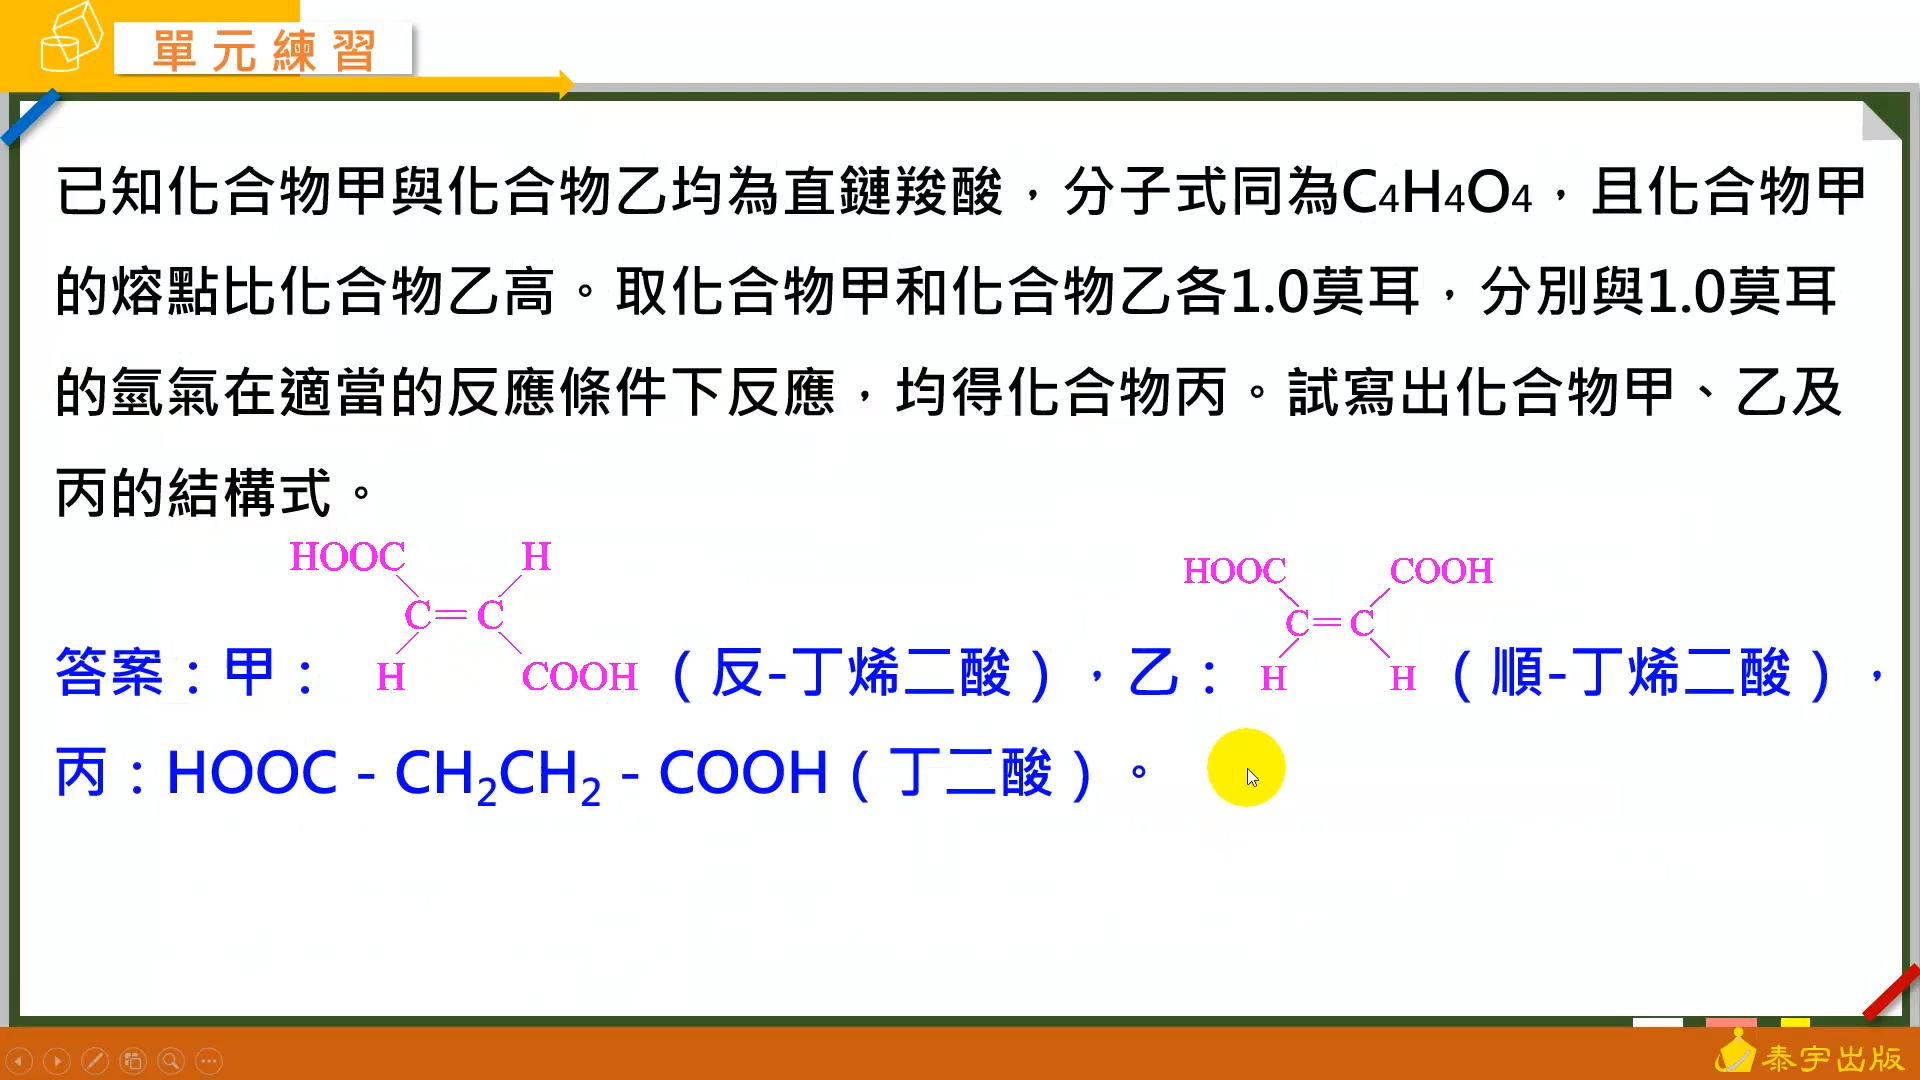 單元練習
已知化合物甲與化合物乙均為直鏈羧酸，分子式同為C4H4O4，且化合物甲
的熔點比化合物乙高。取化合物甲和化合物乙各1.0莫耳，分別與1.0莫耳
的氫氣在適當的反應條件下反應，均得化合物丙。試寫出化合物甲、乙及
丙的結構式。
HOOC H HOOC COOH
C=C C=C
答案：甲： H COOH（反-丁烯二酸），乙： H H（順-丁烯二酸），
丙：HOOC－CH₂CH₂－COOH（丁二酸）。
泰宇出版